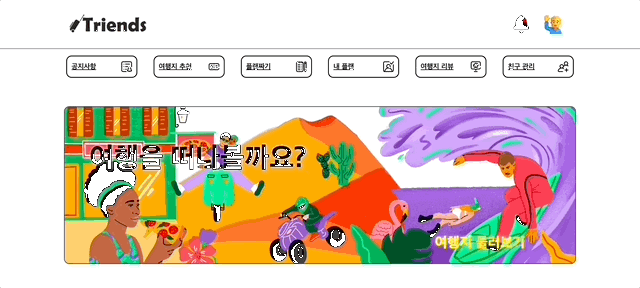 Triends
공지사항
여행지 추천
플랜짜기
내 플랜
여행지 리뷰
친구 관리
여행을 떠나볼까요?
여행지 둘러보기